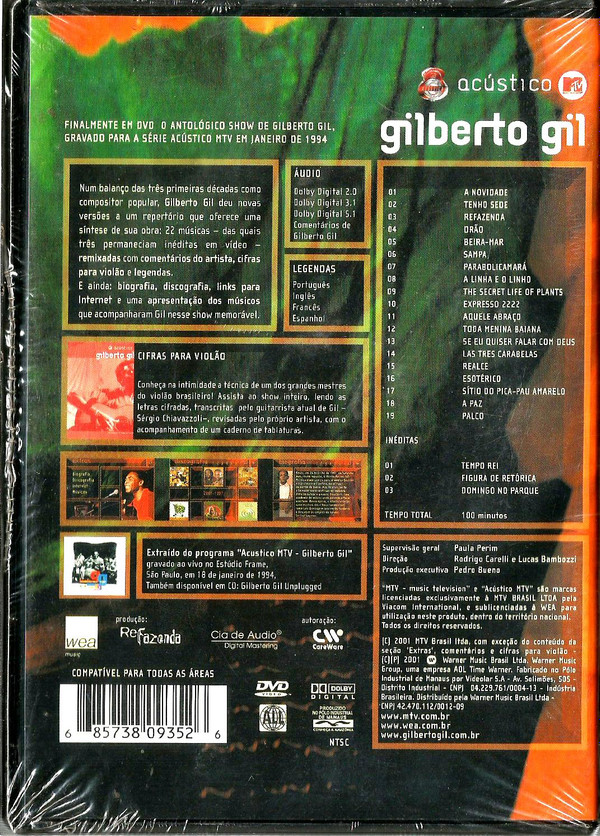 acústico MTV
gilberto gil
FINALMENTE EM DVD O ANTOLÓGICO SHOW DE GILBERTO GIL,
GRAVADO PARA A SÉRIE ACÚSTICO MTV EM JANEIRO DE 1994
Num balanço das três primeiras décadas como
compositor popular, Gilberto Gil deu novas
versões a um repertório que oferece uma
síntese de sua obra: 22 músicas - das quais
três permaneciam inéditas em vídeo -
remixadas com comentários do artista, cifras
para violão e legendas.
E ainda: biografia, discografia, links para
Internet e uma apresentação dos músicos
que acompanharam Gil nesse show memorável.
ÁUDIO
Dolby Digital 2.0
Dolby Digital 3.1
Dolby Digital 5.1
Comentários de
Gilberto Gil
LEGENDAS
Português
Inglês
Francês
Espanhol
01 A NOVIDADE
02 TENHO SEDE
03 REFAZENDA
04 DRÃO
05 BEIRA-MAR
06 SAMPA
07 PARABOLICAMARÁ
08 A LINHA E O LINHO
09 THE SECRET LIFE OF PLANTS
10 EXPRESSO 2222
11 AQUELE ABRAÇO
12 TODA MENINA BAIANA
13 SE EU QUISER FALAR COM DEUS
14 LAS TRES CARABELAS
15 REALCE
16 ESOTÉRICO
17 SÍTIO DO PICA-PAU AMARELO
18 A PAZ
19 PALCO
INÉDITAS
01 TEMPO REI
02 FIGURA DE RETÓRICA
03 DOMINGO NO PARQUE
TEMPO TOTAL 100 minutos
acústico
gilberto gil
CIFRAS PARA VIOLÃO
Conheça na intimidade a técnica de um dos grandes mestres
do violão brasileiro! Assista ao show inteiro, lendo as
letras cifradas, transcritas pelo guitarrista atual de Gil -
Sérgio Chiavazzoli-, revisadas pelo próprio artista, com o
acompanhamento de um caderno de tablaturas.
Biografia
Discografia
Músicos
Extraído do programa "Acustico MTV - Gilberto Gil"
gravado ao vivo no Estúdio Frame,
São Paulo, em 18 de janeiro de 1994,
Também disponível em CD: Gilberto Gil Unplugged
Supervisão geral Paula Perim
Direção Rodrigo Carelli e Lucas Bambozzi
Produção executiva Pedro Bueno
"MTV - music television" e "Acústico MTV" são marcas
licenciadas exclusivamente à MTV BRASIL LTDA pela
Viacom International, e sublicenciadas à WEA para
utilização neste produto, dentro do território nacional.
Todos os direitos reservados.
(C) 2001 MTV Brasil ltda, com exceção do conteúdo da
seção "Extras', comentários e cifras para violão -
(C)(P) 2001 Warner Music Brasil Ltda. Warner Music
Group, uma empresa AOL Time Warner. Fabricado no Pólo
Industrial de Manaus por Videolar S.A - Av. Solimões, 505 -
Distrito Industrial - CNPJ 04.229.761/0004-13 - Indústria
Brasileira. Distribuído pela Warner Music Brasil Ltda -
CNPJ 42.470.112/0012-09
www.mtv.com.br
www.wea.com.br
www.gilbertogil.com.br
wea
music
produção:
Refazenda
Cia de Audio
Digital Mastering
autoração:
CW
CareWare
COMPATÍVEL PARA TODAS AS ÁREAS
6 85738 09352 6
DVD
VIDEO
DOLBY
DIGITAL
ALL
PRODUZIDO
NO PÓLO INDUSTRIAL
DE MANAUS
CONHEÇA A AMAZÔNIA
NTSC